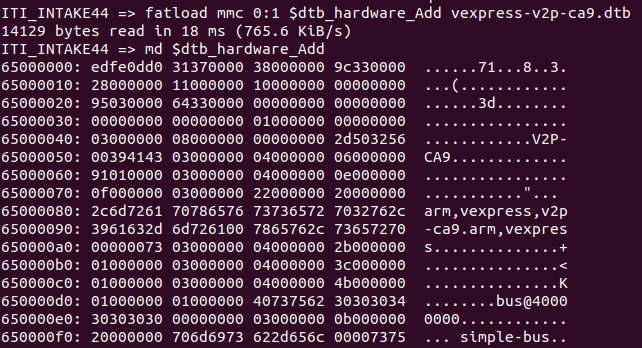 ITI_INTAKE44 => fatload mmc 0:1 $dtb_hardware_Add vexpress-v2p-ca9.dtb
14129 bytes read in 18 ms (765.6 KiB/s)
ITI_INTAKE44 => md $dtb_hardware_Add
65000000: edfe0dd0 31370000 38000000 9c330000    ......71...8..3.
65000010: 28000000 11000000 10000000 00000000    ...(............
65000020: 95030000 64330000 00000000 00000000    ......3d........
65000030: 00000000 00000000 01000000 00000000    ................
65000040: 03000000 08000000 00000000 2d503256    ............V2P-
65000050: 00394143 03000000 04000000 06000000    CA9.............
65000060: 91010000 03000000 04000000 0e000000    ................
65000070: 0f000000 03000000 22000000 20000000    ..........."... 
65000080: 2c6d7261 70786576 73736572 7032762c    arm,vexpress,v2p
65000090: 3961632d 6d726100 7865762c 73657270    -ca9.arm,vexpres
650000a0: 00000073 03000000 04000000 2b000000    s..............+
650000b0: 01000000 03000000 04000000 3c000000    ...............<
650000c0: 01000000 03000000 04000000 4b000000    ...............K
650000d0: 01000000 01000000 40737562 30303034    ........bus@4000
650000e0: 30303030 00000000 03000000 0b000000    0000............
650000f0: 20000000 706d6973 622d656c 00007375    ... simple-bus..